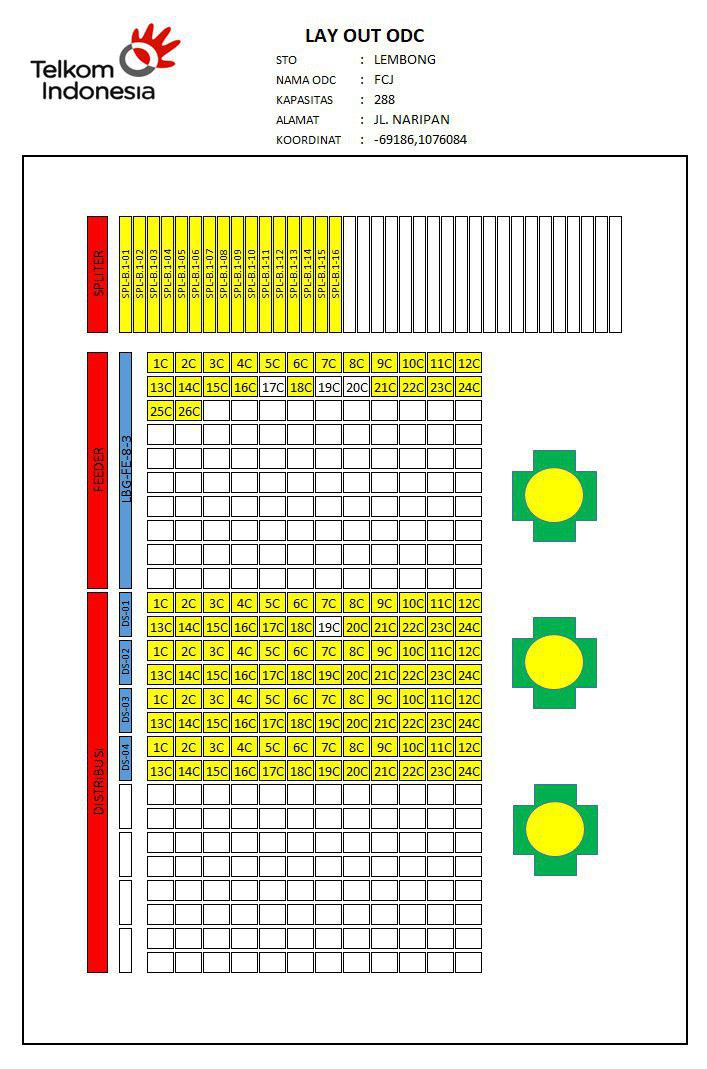 Telkom
Indonesia
LAY OUT ODC
STO : LEMBONG
NAMA ODC : FCJ
KAPASITAS : 288
ALAMAT : JL. NARIPAN
KOORDINAT : -69186,1076084
SPLITER
SPL-B.1-01
SPL-B.1-02
SPL-B.1-03
SPL-B.1-04
SPL-B.1-05
SPL-B.1-06
SPL-B.1-07
SPL-B.1-08
SPL-B.1-09
SPL-B.1-10
SPL-B.1-11
SPL-B.1-12
SPL-B.1-13
SPL-B.1-14
SPL-B.1-15
SPL-B.1-16
FEEDER
LBG-FE-8-3
1C 2C 3C 4C 5C 6C 7C 8C 9C 10C 11C 12C
13C 14C 15C 16C 17C 18C 19C 20C 21C 22C 23C 24C
25C 26C
DISTRIBUSI
DS-01
1C 2C 3C 4C 5C 6C 7C 8C 9C 10C 11C 12C
13C 14C 15C 16C 17C 18C 19C 20C 21C 22C 23C 24C
DS-02
1C 2C 3C 4C 5C 6C 7C 8C 9C 10C 11C 12C
13C 14C 15C 16C 17C 18C 19C 20C 21C 22C 23C 24C
DS-03
1C 2C 3C 4C 5C 6C 7C 8C 9C 10C 11C 12C
13C 14C 15C 16C 17C 18C 19C 20C 21C 22C 23C 24C
DS-04
1C 2C 3C 4C 5C 6C 7C 8C 9C 10C 11C 12C
13C 14C 15C 16C 17C 18C 19C 20C 21C 22C 23C 24C